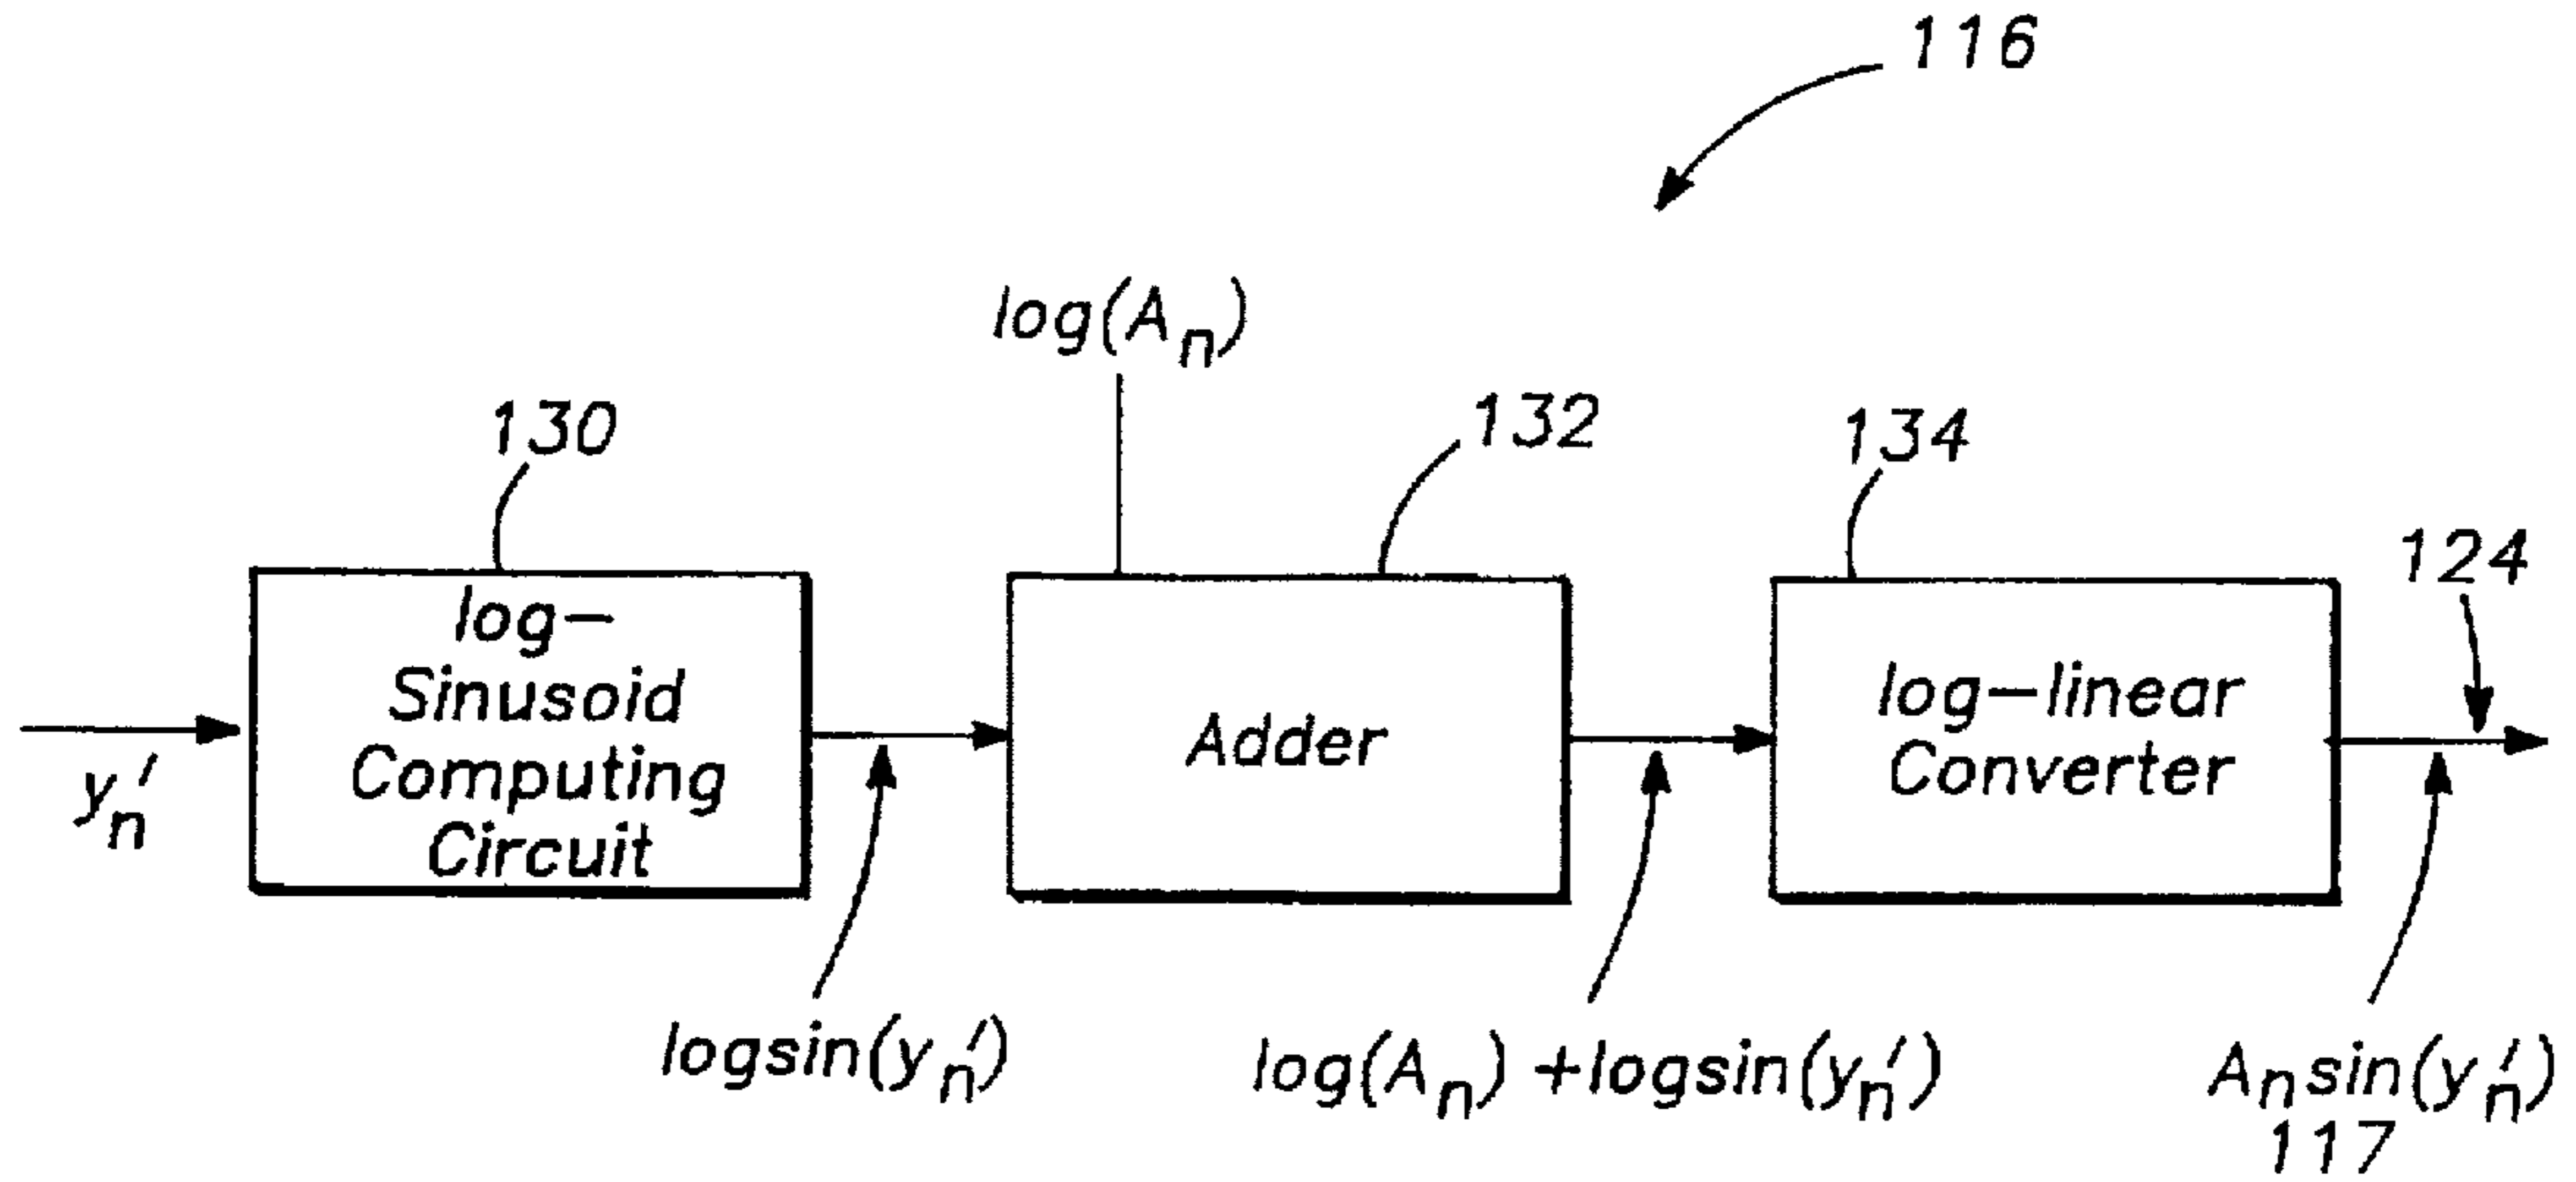 116
log(Aₙ)
130
132
134
124
log-
Sinusoid
Computing
Circuit
Adder
log-linear
Converter
yₙ′
logsin(yₙ′)
log(Aₙ) +logsin(yₙ′)
Aₙsin(yₙ′)
117